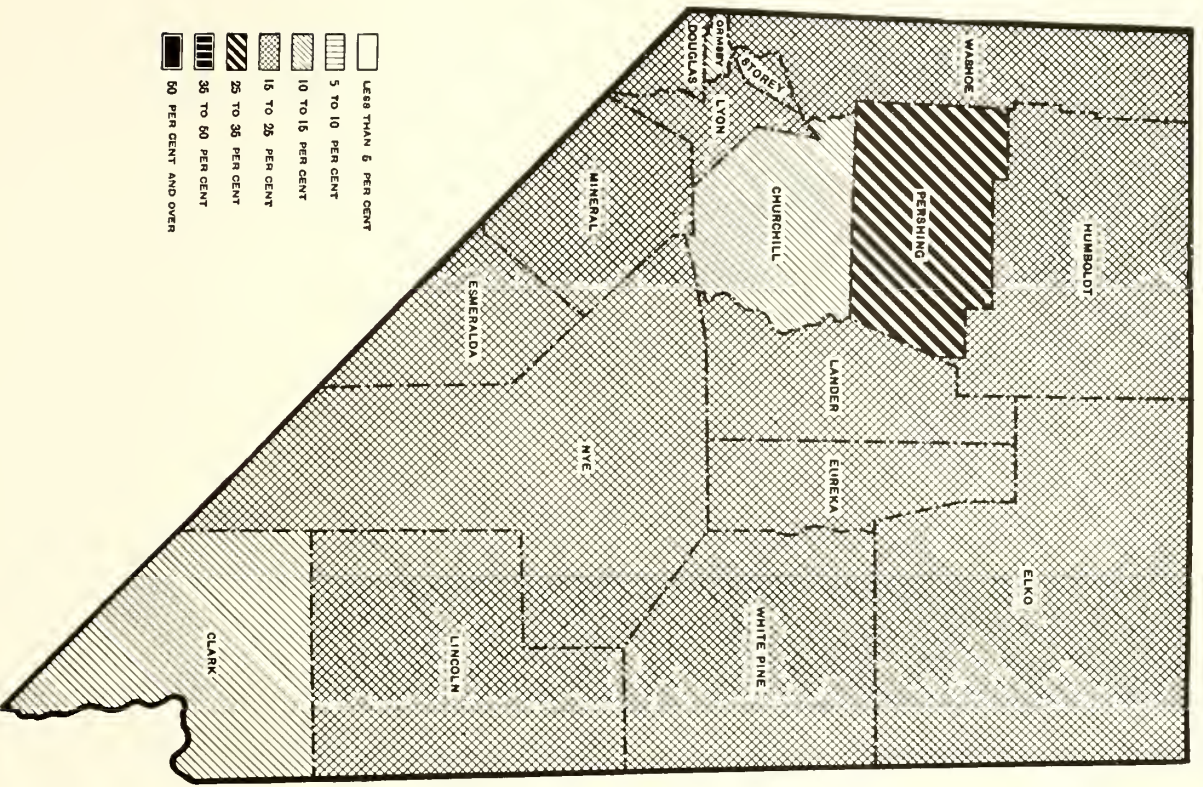 WASHOE
HUMBOLDT
ELKO
PERSHING
STOREY
ORMSBY
DOUGLAS
LYON
CHURCHILL
LANDER
EUREKA
WHITE PINE
MINERAL
ESMERALDA
NYE
LINCOLN
CLARK
LESS THAN 5 PER CENT
5 TO 10 PER CENT
10 TO 15 PER CENT
15 TO 25 PER CENT
25 TO 35 PER CENT
35 TO 50 PER CENT
50 PER CENT AND OVER